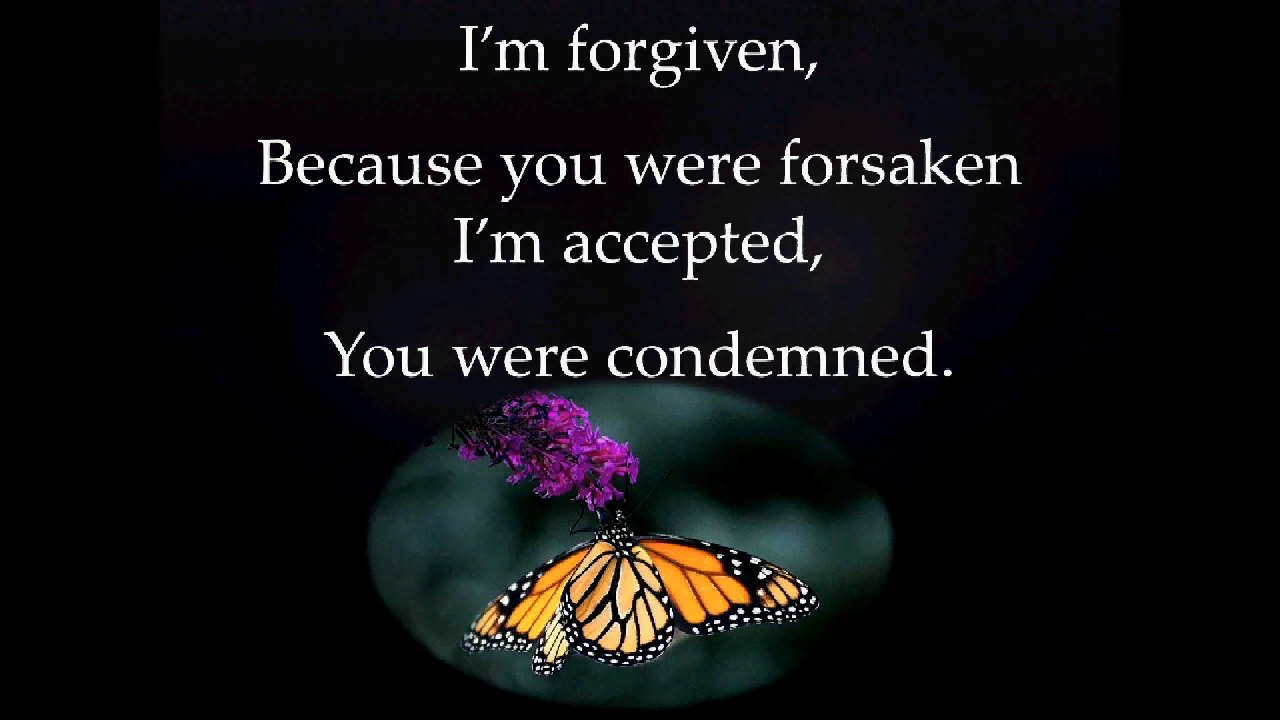 I’m forgiven,
Because you were forsaken
I’m accepted,
You were condemned.